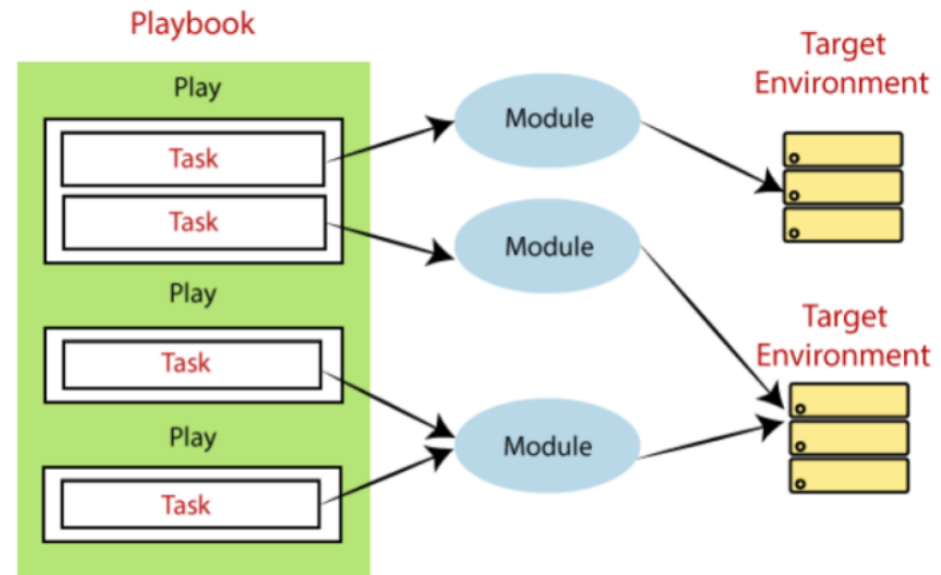 Playbook
Play
Task
Task
Play
Task
Play
Task
Module
Module
Module
Target
Environment
Target
Environment